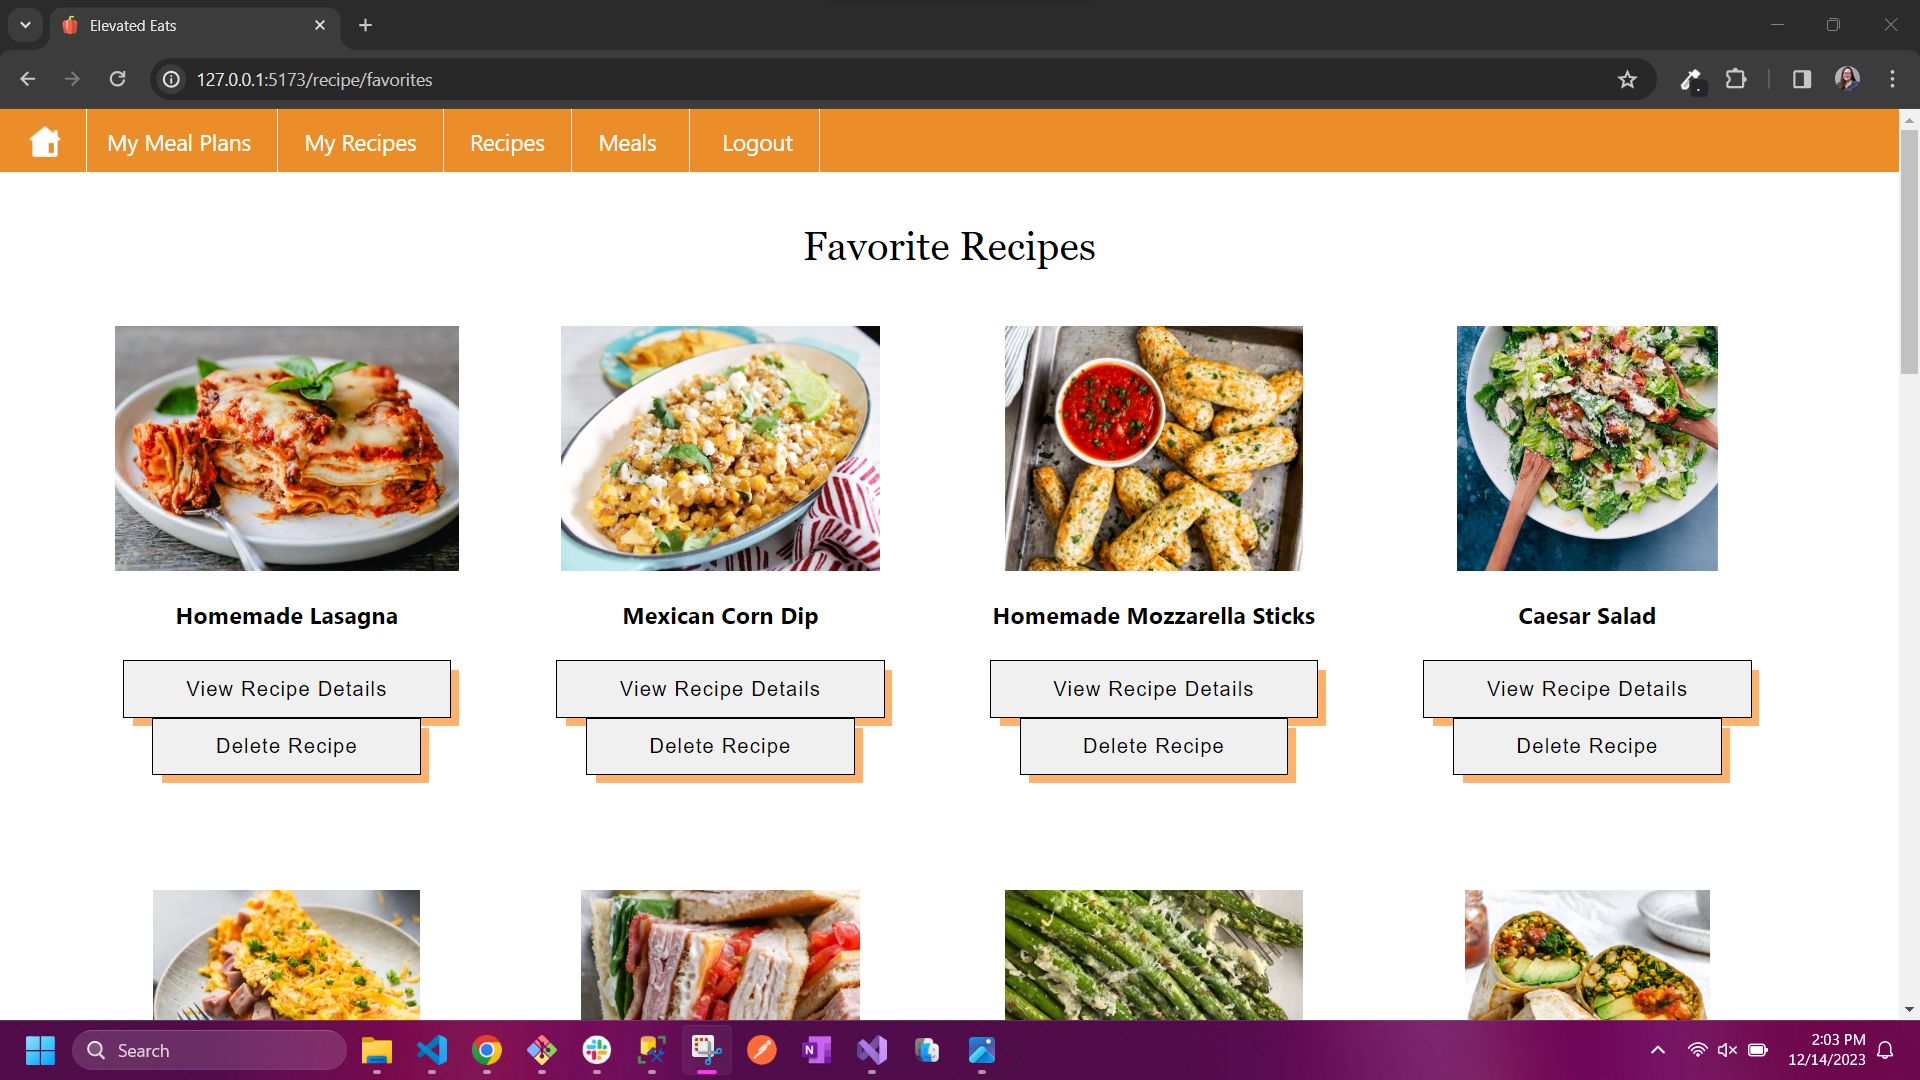 Elevated Eats
127.0.0.1:5173/recipe/favorites
My Meal Plans My Recipes Recipes Meals Logout
Favorite Recipes
Homemade Lasagna Mexican Corn Dip Homemade Mozzarella Sticks Caesar Salad
View Recipe Details View Recipe Details View Recipe Details View Recipe Details
Delete Recipe Delete Recipe Delete Recipe Delete Recipe
Search
N
2:03 PM
12/14/2023